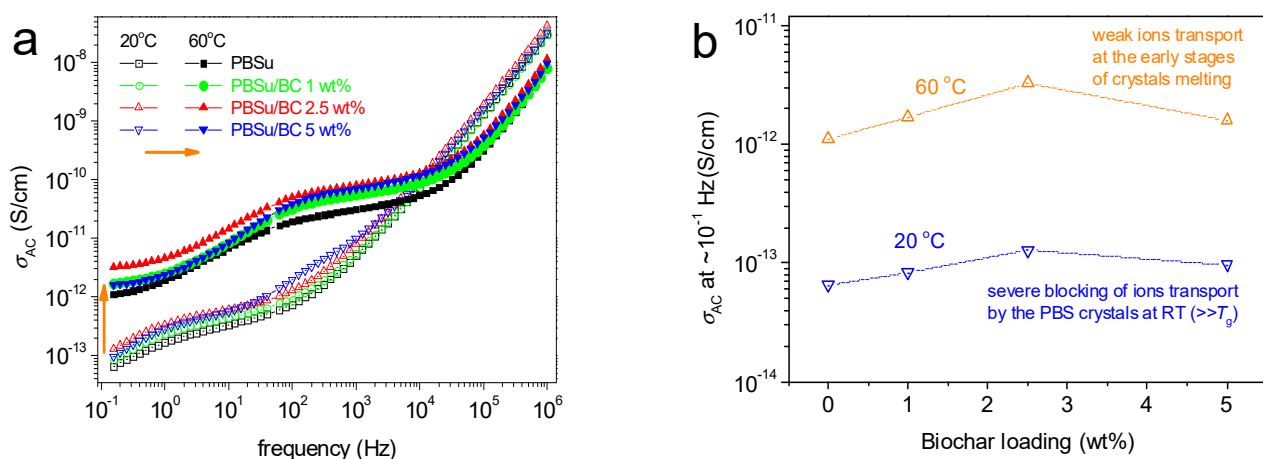 a
20°C 60°C
PBSu
PBSu/BC 1 wt%
PBSu/BC 2.5 wt%
PBSu/BC 5 wt%
σAC (S/cm)
10⁻⁸
10⁻⁹
10⁻¹⁰
10⁻¹¹
10⁻¹²
10⁻¹³
10⁻¹ 10⁰ 10¹ 10² 10³ 10⁴ 10⁵ 10⁶
frequency (Hz)
b
σAC at ~10⁻¹ Hz(S/cm)
10⁻¹¹
10⁻¹²
10⁻¹³
10⁻¹⁴
weak ions transport
at the early stages
of crystals melting
60 °C
20 °C
severe blocking of ions transport
by the PBS crystals at RT (>>Tg)
0 1 2 3 4 5
Biochar loading (wt%)